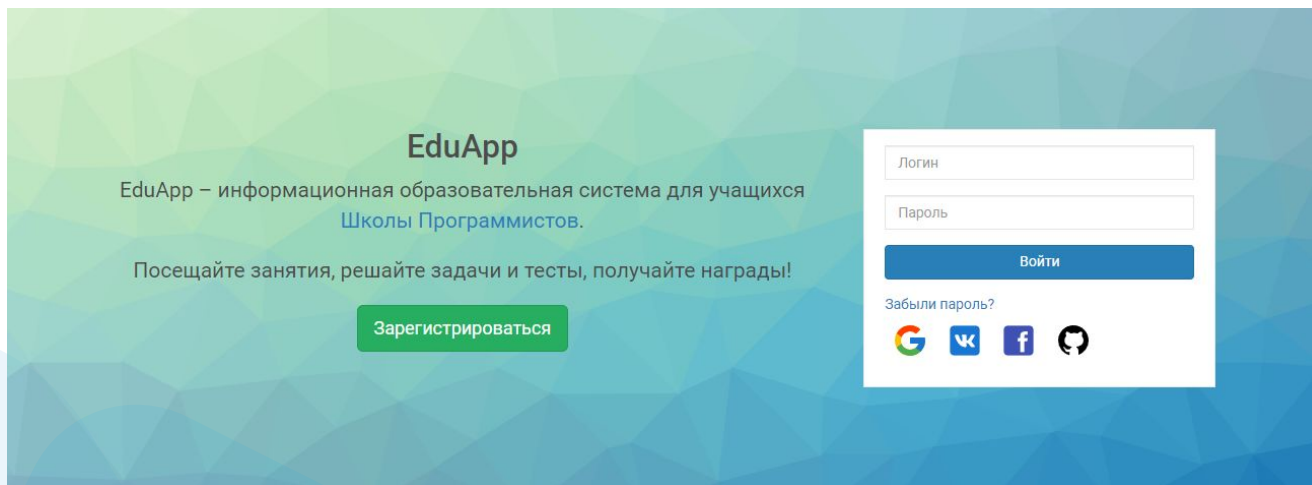 EduApp
EduApp – информационная образовательная система для учащихся
Школы Программистов.
Посещайте занятия, решайте задачи и тесты, получайте награды!
Зарегистрироваться
Логин
Пароль
Войти
Забыли пароль?